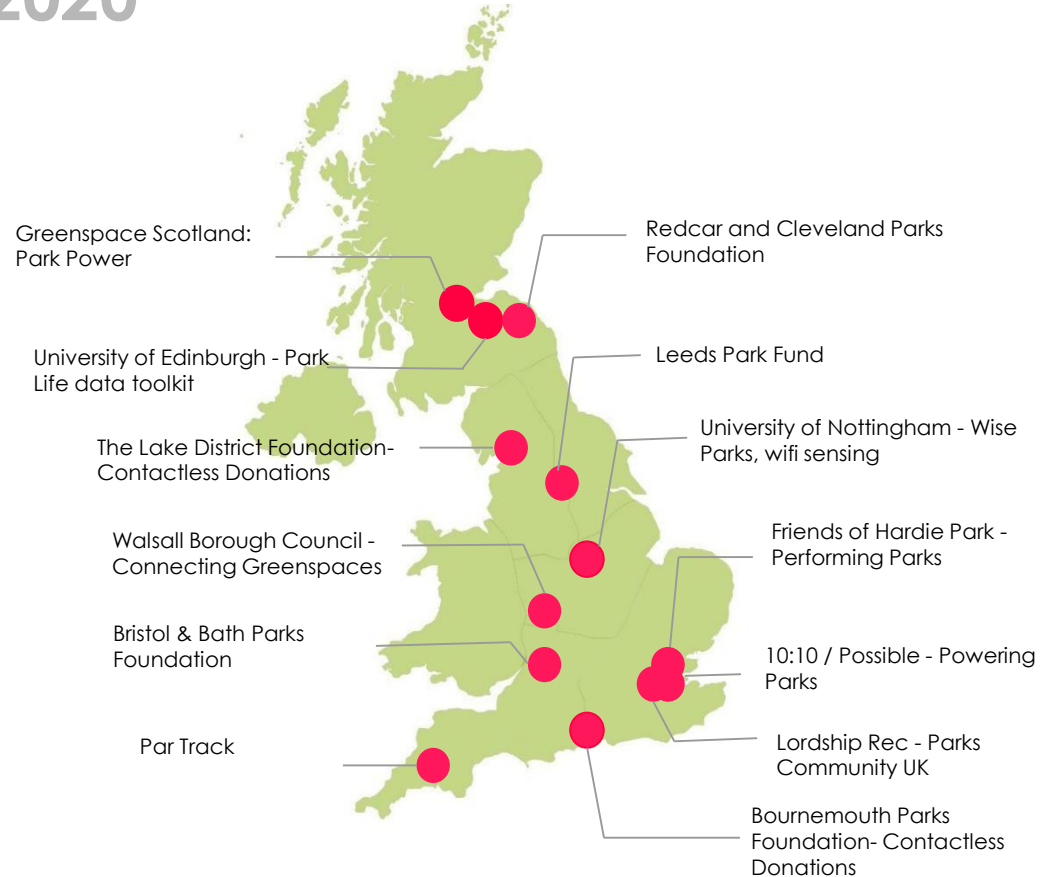 2020
Greenspace Scotland:
Park Power
Redcar and Cleveland Parks
Foundation
University of Edinburgh - Park
Life data toolkit
Leeds Park Fund
The Lake District Foundation-
Contactless Donations
University of Nottingham - Wise
Parks, wifi sensing
Walsall Borough Council -
Connecting Greenspaces
Friends of Hardie Park -
Performing Parks
Bristol & Bath Parks
Foundation
10:10 / Possible - Powering
Parks
Par Track
Lordship Rec - Parks
Community UK
Bournemouth Parks
Foundation- Contactless
Donations